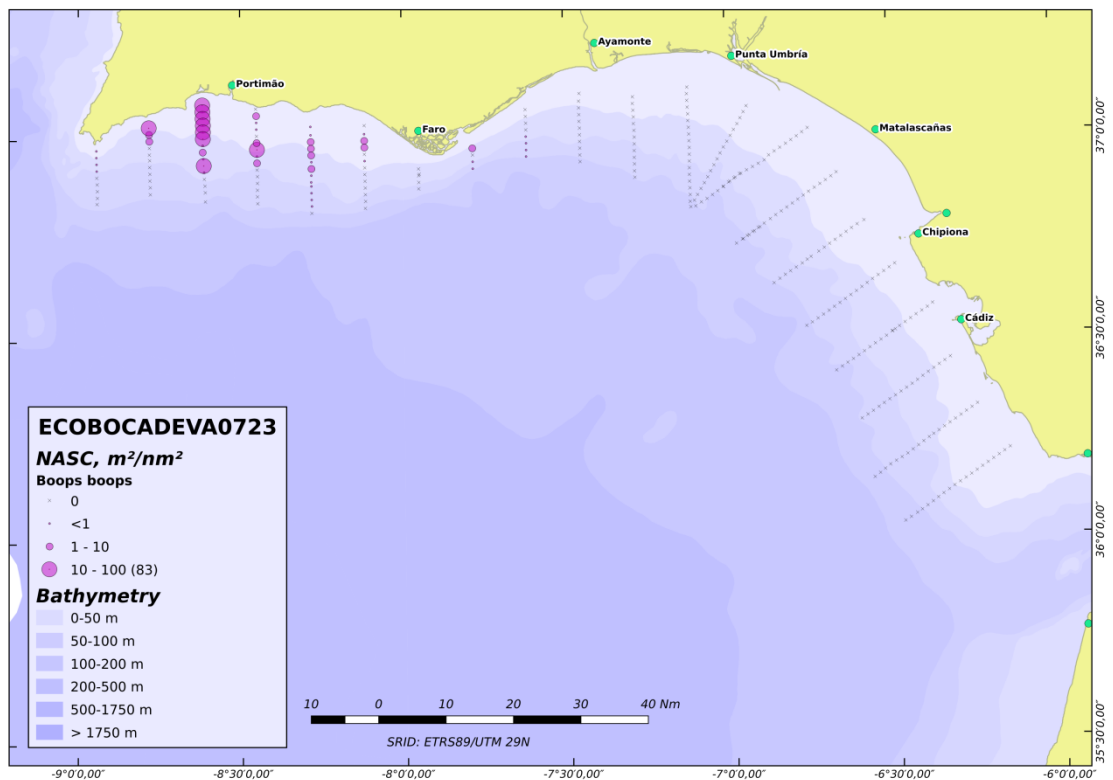 Ayamonte
Punta Umbría
Portimão
Faro
Matalascañas
Chipiona
Cádiz
37°0'0,00"
36°30'0,00"
36°0'0,00"
35°30'0,00"
ECOBOCADEVA0723
NASC, m²/nm²
Boops boops
0
<1
1 - 10
10 - 100 (83)
Bathymetry
0-50 m
50-100 m
100-200 m
200-500 m
500-1750 m
> 1750 m
10 0 10 20 30 40 Nm
SRID: ETRS89/UTM 29N
-9°0'0,00" -8°30'0,00" -8°0'0,00" -7°30'0,00" -7°0'0,00" -6°30'0,00" -6°0'0,00"